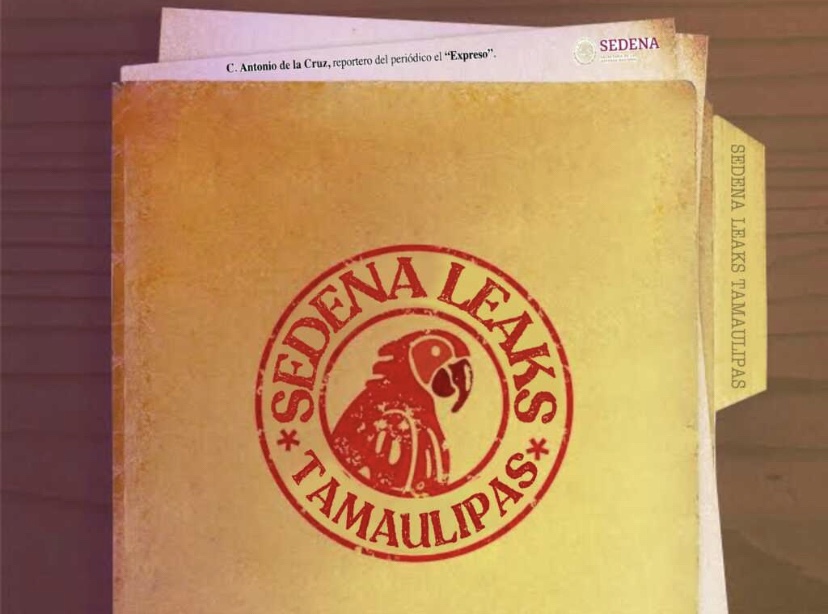 C. Antonio de la Cruz, reportero del periódico el “Expreso”.
SEDENA
SEDENA LEAKS
TAMAULIPAS
SEDENA LEAKS TAMAULIPAS